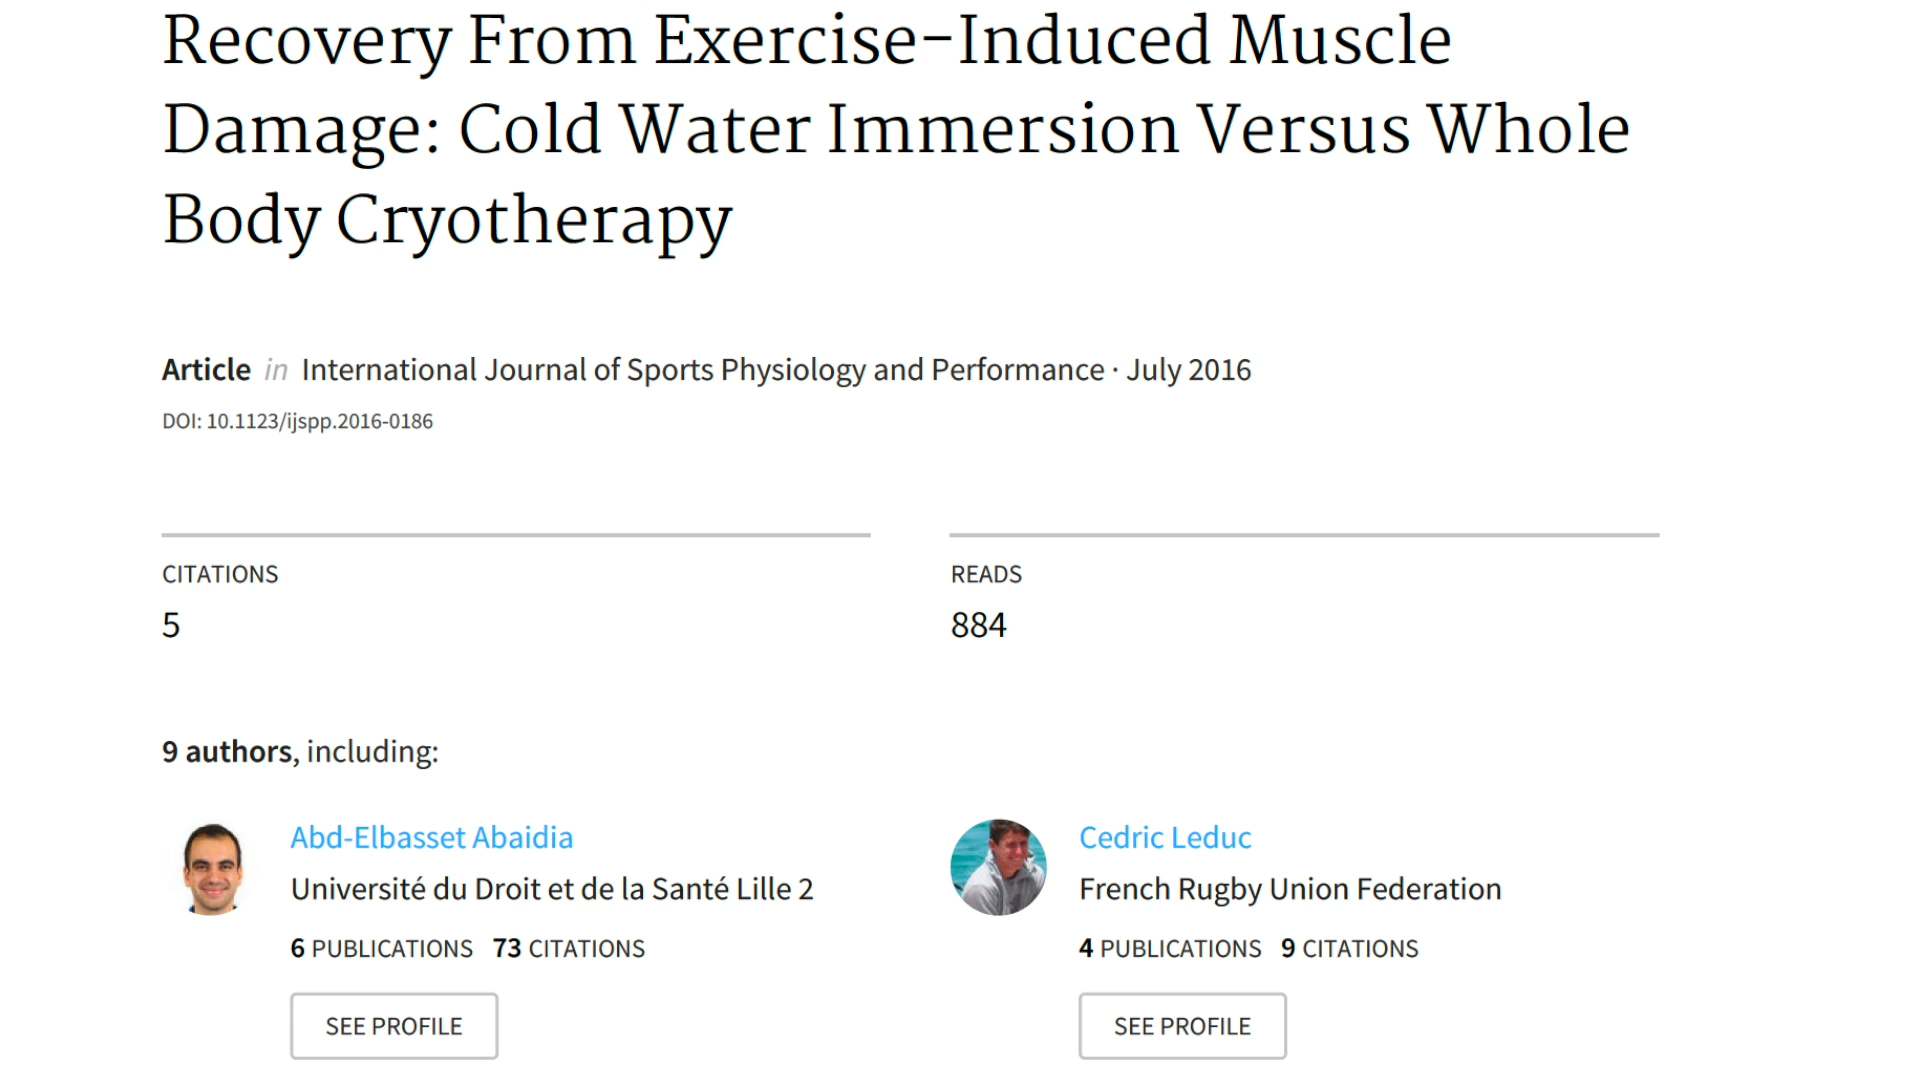 Recovery From Exercise-Induced Muscle
Damage: Cold Water Immersion Versus Whole
Body Cryotherapy
Article in International Journal of Sports Physiology and Performance · July 2016
DOI: 10.1123/ijspp.2016-0186
CITATIONS
5
READS
884
9 authors, including:
Abd-Elbasset Abaidia
Université du Droit et de la Santé Lille 2
6 PUBLICATIONS 73 CITATIONS
SEE PROFILE
Cedric Leduc
French Rugby Union Federation
4 PUBLICATIONS 9 CITATIONS
SEE PROFILE